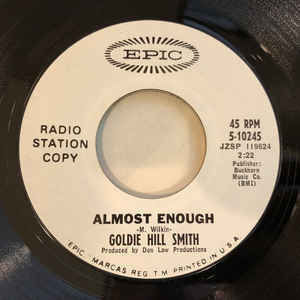 EPIC
RADIO
STATION
COPY
45 RPM
5-10245
JZSP 119624
2:22
Publisher:
Buckhorn
Music Co.
(BMI)
ALMOST ENOUGH
-M. Wilkin-
GOLDIE HILL SMITH
Produced by Don Law Productions
EPIC, MARCAS REG. T.M. PRINTED IN U.S.A.